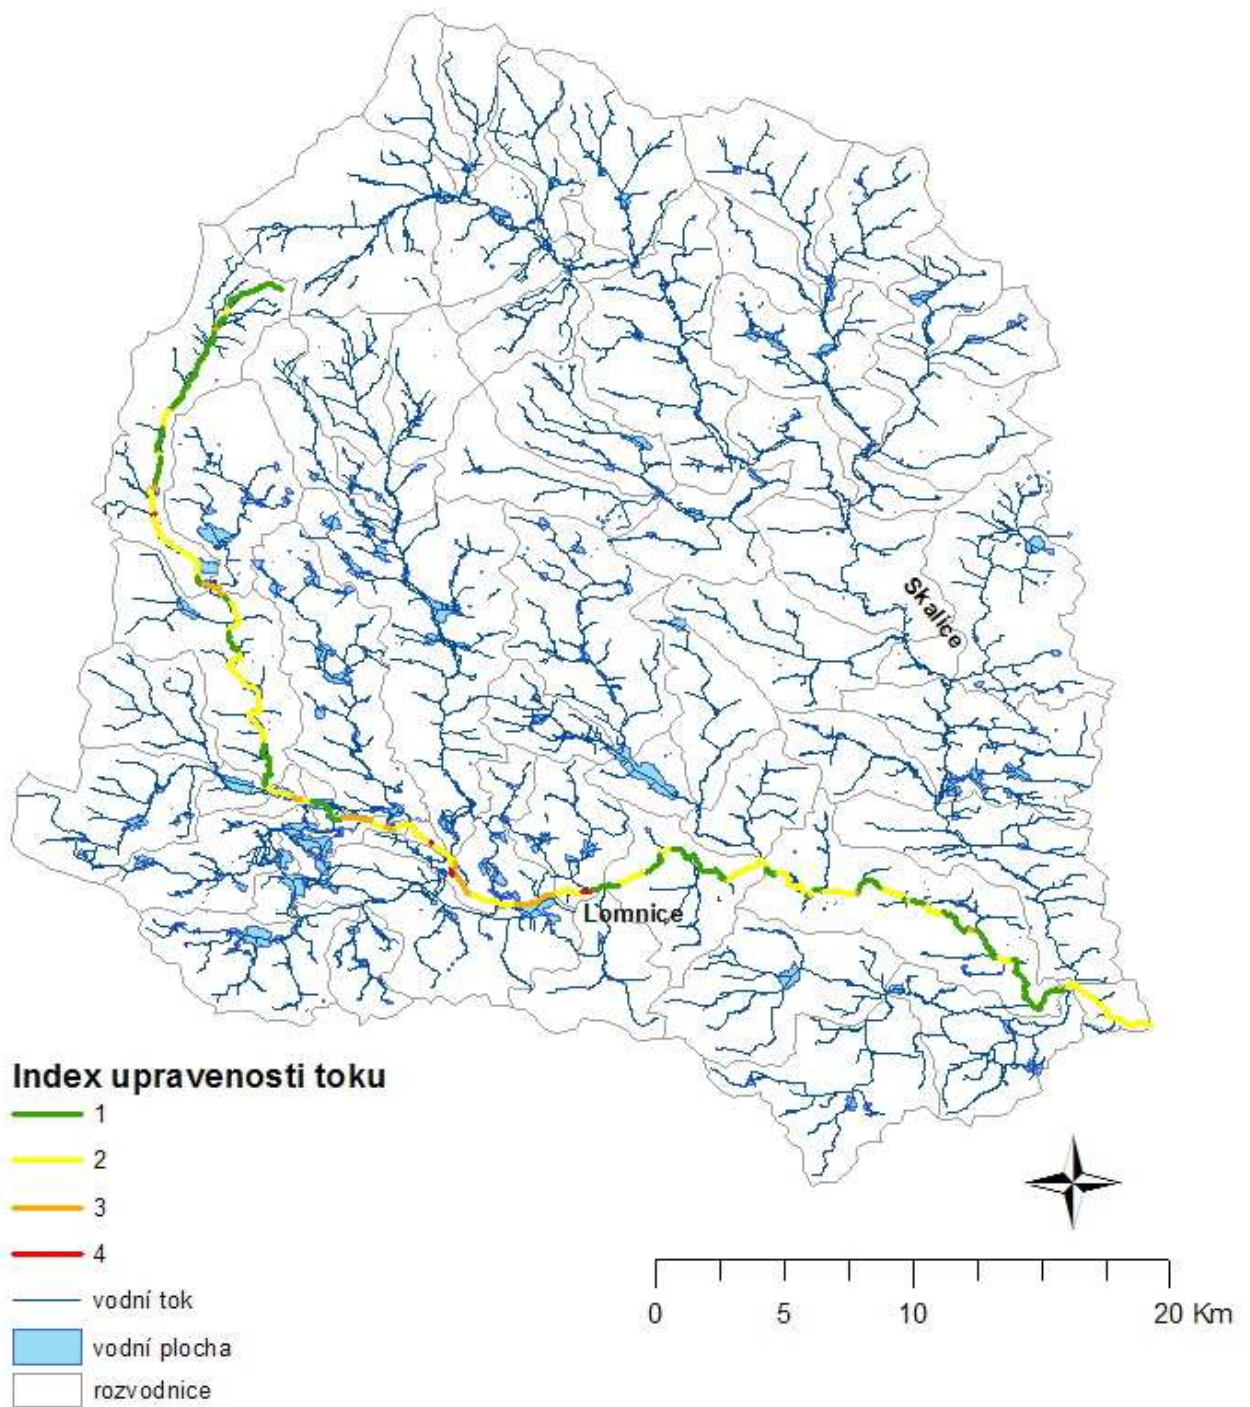 Skalice
Lomnice
Index upravenosti toku
1
2
3
4
vodní tok
vodní plocha
rozvodnice
0 5 10 20 Km